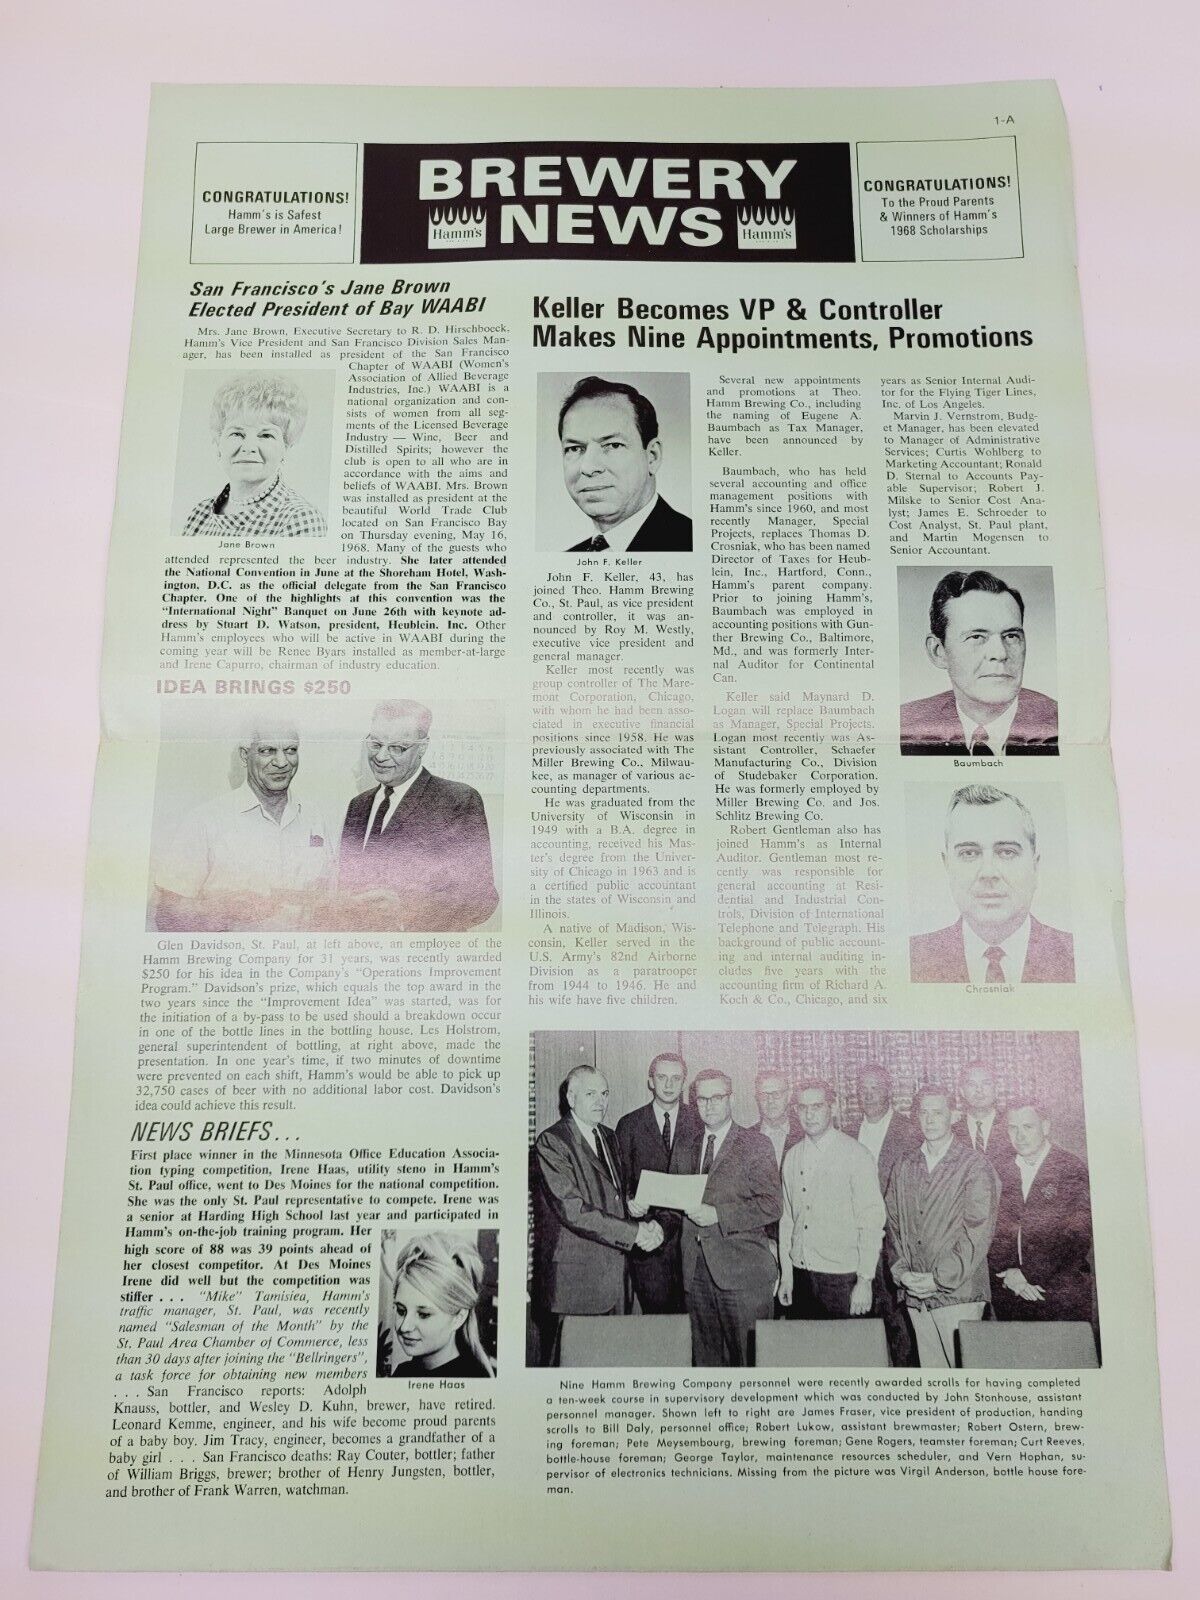 1-A
CONGRATULATIONS!
Hamm's is Safest
Large Brewer in America!
BREWERY
NEWS
Hamm's
Hamm's
CONGRATULATIONS!
To the Proud Parents
& Winners of Hamm's
1968 Scholarships
San Francisco's Jane Brown
Elected President of Bay WAABI
Mrs. Jane Brown, Executive Secretary to R. D. Hirschboeck,
Hamm's Vice President and San Francisco Division Sales Man-
ager, has been installed as president of the San Francisco
Chapter of WAABI (Women's
Association of Allied Beverage
Industries, Inc.) WAABI is a
national organization and con-
sists of women from all seg-
ments of the Licensed Beverage
Industry — Wine, Beer and
Distilled Spirits; however the
club is open to all who are in
accordance with the aims and
beliefs of WAABI. Mrs. Brown
was installed as president at the
beautiful World Trade Club
located on San Francisco Bay
on Thursday evening, May 16,
1968. Many of the guests who
Jane Brown
attended represented the beer industry. She later attended
the National Convention in June at the Shoreham Hotel, Wash-
ington, D.C. as the official delegate from the San Francisco
Chapter. One of the highlights at this convention was the
"International Night" Banquet on June 26th with keynote ad-
dress by Stuart D. Watson, president, Heublein. Inc. Other
Hamm's employees who will be active in WAABI during the
coming year will be Renee Byars installed as member-at-large
and Irene Capurro, chairman of industry education.
IDEA BRINGS $250
Glen Davidson, St. Paul, at left above, an employee of the
Hamm Brewing Company for 31 years, was recently awarded
$250 for his idea in the Company's "Operations Improvement
Program." Davidson's prize, which equals the top award in the
two years since the "Improvement Idea" was started, was for
the initiation of a by-pass to be used should a breakdown occur
in one of the bottle lines in the bottling house. Les Holstrom,
general superintendent of bottling, at right above, made the
presentation. In one year's time, if two minutes of downtime
were prevented on each shift, Hamm's would be able to pick up
32,750 cases of beer with no additional labor cost. Davidson's
idea could achieve this result.
NEWS BRIEFS...
First place winner in the Minnesota Office Education Associa-
tion typing competition, Irene Haas, utility steno in Hamm's
St. Paul office, went to Des Moines for the national competition.
She was the only St. Paul representative to compete. Irene was
a senior at Harding High School last year and participated in
Hamm's on-the-job training program. Her
high score of 88 was 39 points ahead of
her closest competitor. At Des Moines
Irene did well but the competition was
stiffer . . . "Mike" Tamisiea, Hamm's
traffic manager, St. Paul, was recently
named "Salesman of the Month" by the
St. Paul Area Chamber of Commerce, less
than 30 days after joining the "Bellringers",
a task force for obtaining new members
. . . San Francisco reports: Adolph
Irene Haas
Knauss, bottler, and Wesley D. Kuhn, brewer, have retired.
Leonard Kemme, engineer, and his wife become proud parents
of a baby boy. Jim Tracy, engineer, becomes a grandfather of a
baby girl . . . San Francisco deaths: Ray Couter, bottler; father
of William Briggs, brewer; brother of Henry Jungsten, bottler,
and brother of Frank Warren, watchman.
Keller Becomes VP & Controller
Makes Nine Appointments, Promotions
John F. Keller
John F. Keller, 43, has
joined Theo. Hamm Brewing
Co., St. Paul, as vice president
and controller, it was an-
nounced by Roy M. Westly,
executive vice president and
general manager.
Keller most recently was
group controller of The Mare-
mont Corporation, Chicago,
with whom he had been asso-
ciated in executive financial
positions since 1958. He was
previously associated with The
Miller Brewing Co., Milwau-
kee, as manager of various ac-
counting departments.
He was graduated from the
University of Wisconsin in
1949 with a B.A. degree in
accounting, received his Mas-
ter's degree from the Univer-
sity of Chicago in 1963 and is
a certified public accountant
in the states of Wisconsin and
Illinois.
A native of Madison, Wis-
consin, Keller served in the
U.S. Army's 82nd Airborne
Division as a paratrooper
from 1944 to 1946. He and
his wife have five children.
Several new appointments
and promotions at Theo.
Hamm Brewing Co., including
the naming of Eugene A.
Baumbach as Tax Manager,
have been announced by
Keller.
Baumbach, who has held
several accounting and office
management positions with
Hamm's since 1960, and most
recently Manager, Special
Projects, replaces Thomas D.
Crosniak, who has been named
Director of Taxes for Heub-
lein, Inc., Hartford, Conn.,
Hamm's parent company.
Prior to joining Hamm's,
Baumbach was employed in
accounting positions with Gun-
ther Brewing Co., Baltimore,
Md., and was formerly Inter-
nal Auditor for Continental
Can.
Keller said Maynard D.
Logan will replace Baumbach
as Manager, Special Projects.
Logan most recently was As-
sistant Controller, Schaefer
Manufacturing Co., Division
of Studebaker Corporation.
He was formerly employed by
Miller Brewing Co. and Jos.
Schlitz Brewing Co.
Robert Gentleman also has
joined Hamm's as Internal
Auditor. Gentleman most re-
cently was responsible for
general accounting at Resi-
dential and Industrial Con-
trols, Division of International
Telephone and Telegraph. His
background of public account-
ing and internal auditing in-
cludes five years with the
accounting firm of Richard A.
Koch & Co., Chicago, and six
years as Senior Internal Audi-
tor for the Flying Tiger Lines,
Inc. of Los Angeles.
Marvin J. Vernstrom, Budg-
et Manager, has been elevated
to Manager of Administrative
Services; Curtis Wohlberg to
Marketing Accountant; Ronald
D. Sternal to Accounts Pay-
able Supervisor; Robert J.
Milske to Senior Cost Ana-
lyst; James E. Schroeder to
Cost Analyst, St. Paul plant,
and Martin Mogensen to
Senior Accountant.
Baumbach
Chrosniak
Nine Hamm Brewing Company personnel were recently awarded scrolls for having completed
a ten-week course in supervisory development which was conducted by John Stonhouse, assistant
personnel manager. Shown left to right are James Fraser, vice president of production, handing
scrolls to Bill Daly, personnel office; Robert Lukow, assistant brewmaster; Robert Ostern, brew-
ing foreman; Pete Meysembourg, brewing foreman; Gene Rogers, teamster foreman; Curt Reeves,
bottle-house foreman; George Taylor, maintenance resources scheduler, and Vern Hophan, su-
pervisor of electronics technicians. Missing from the picture was Virgil Anderson, bottle house fore-
man.